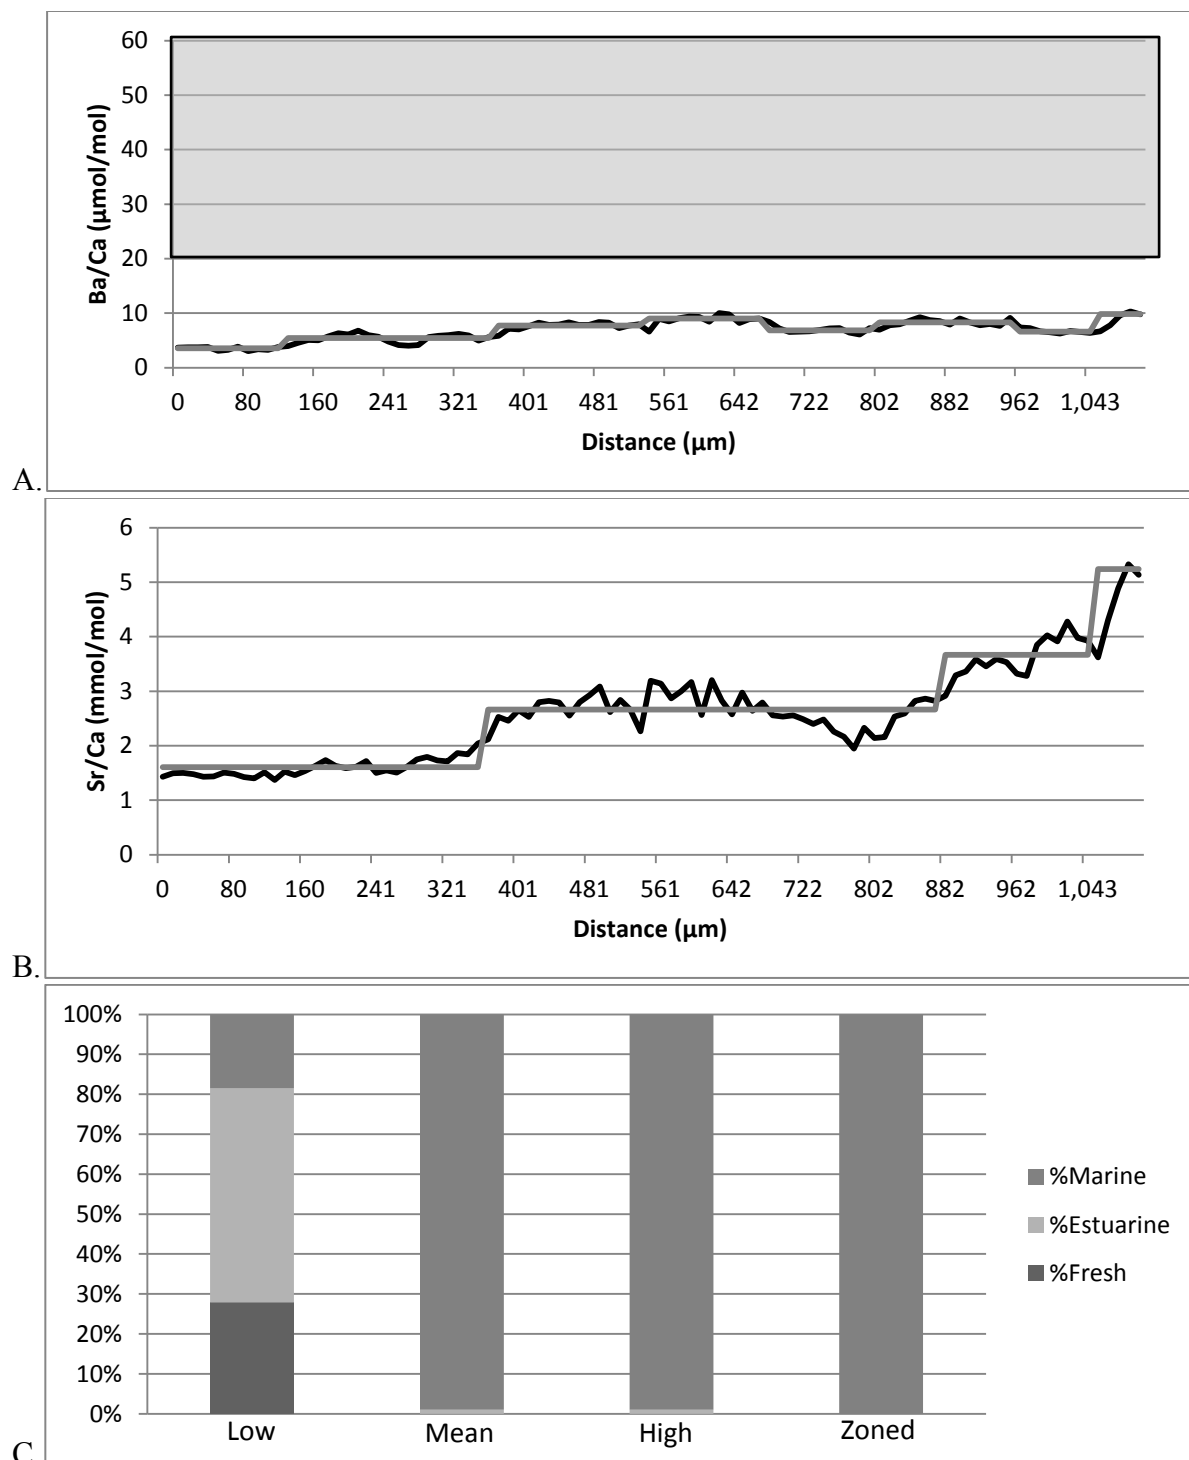 60
50
40
30
20
10
0
Ba/Ca (µmol/mol)
0 80 160 241 321 401 481 561 642 722 802 882 962 1,043
Distance (µm)
A.
6
5
4
3
2
1
0
Sr/Ca (mmol/mol)
0 80 160 241 321 401 481 561 642 722 802 882 962 1,043
Distance (µm)
B.
100%
90%
80%
70%
60%
50%
40%
30%
20%
10%
0%
Low Mean High Zoned
%Marine
%Estuarine
%Fresh
C